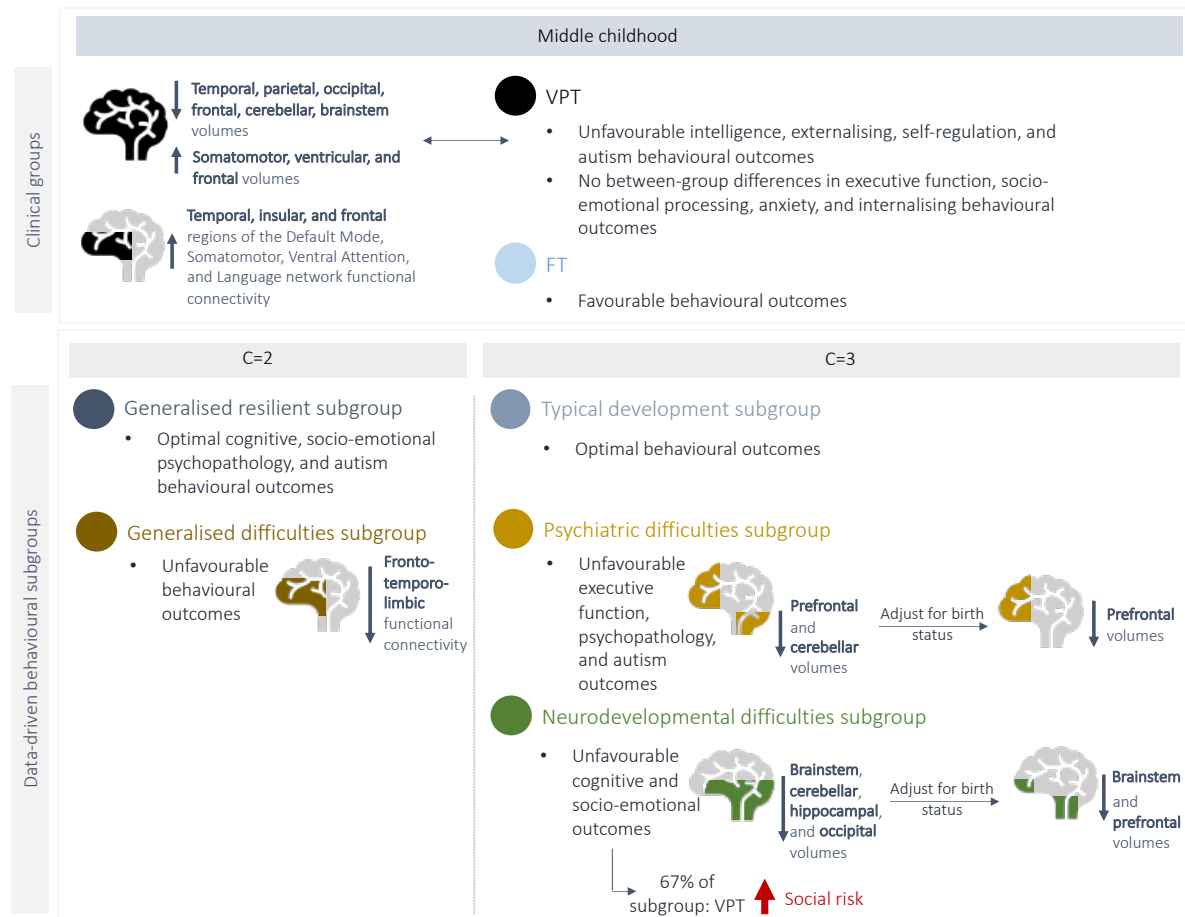 Middle childhood
Clinical groups
Temporal, parietal, occipital,
frontal, cerebellar, brainstem
volumes
Somatomotor, ventricular, and
frontal volumes
Temporal, insular, and frontal
regions of the Default Mode,
Somatomotor, Ventral Attention,
and Language network functional
connectivity
VPT
• Unfavourable intelligence, externalising, self-regulation, and
autism behavioural outcomes
• No between-group differences in executive function, socio-
emotional processing, anxiety, and internalising behavioural
outcomes
FT
• Favourable behavioural outcomes
Data-driven behavioural subgroups
C=2
Generalised resilient subgroup
• Optimal cognitive, socio-emotional
psychopathology, and autism
behavioural outcomes
Generalised difficulties subgroup
• Unfavourable
behavioural
outcomes
Fronto-
temporo-
limbic
functional
connectivity
C=3
Typical development subgroup
• Optimal behavioural outcomes
Psychiatric difficulties subgroup
• Unfavourable
executive
function,
psychopathology,
and autism
outcomes
Prefrontal
and
cerebellar
volumes
Adjust for birth
status
Prefrontal
volumes
Neurodevelopmental difficulties subgroup
• Unfavourable
cognitive and
socio-emotional
outcomes
Brainstem,
cerebellar,
hippocampal,
and occipital
volumes
Adjust for birth
status
Brainstem
and
prefrontal
volumes
67% of
subgroup: VPT
Social risk